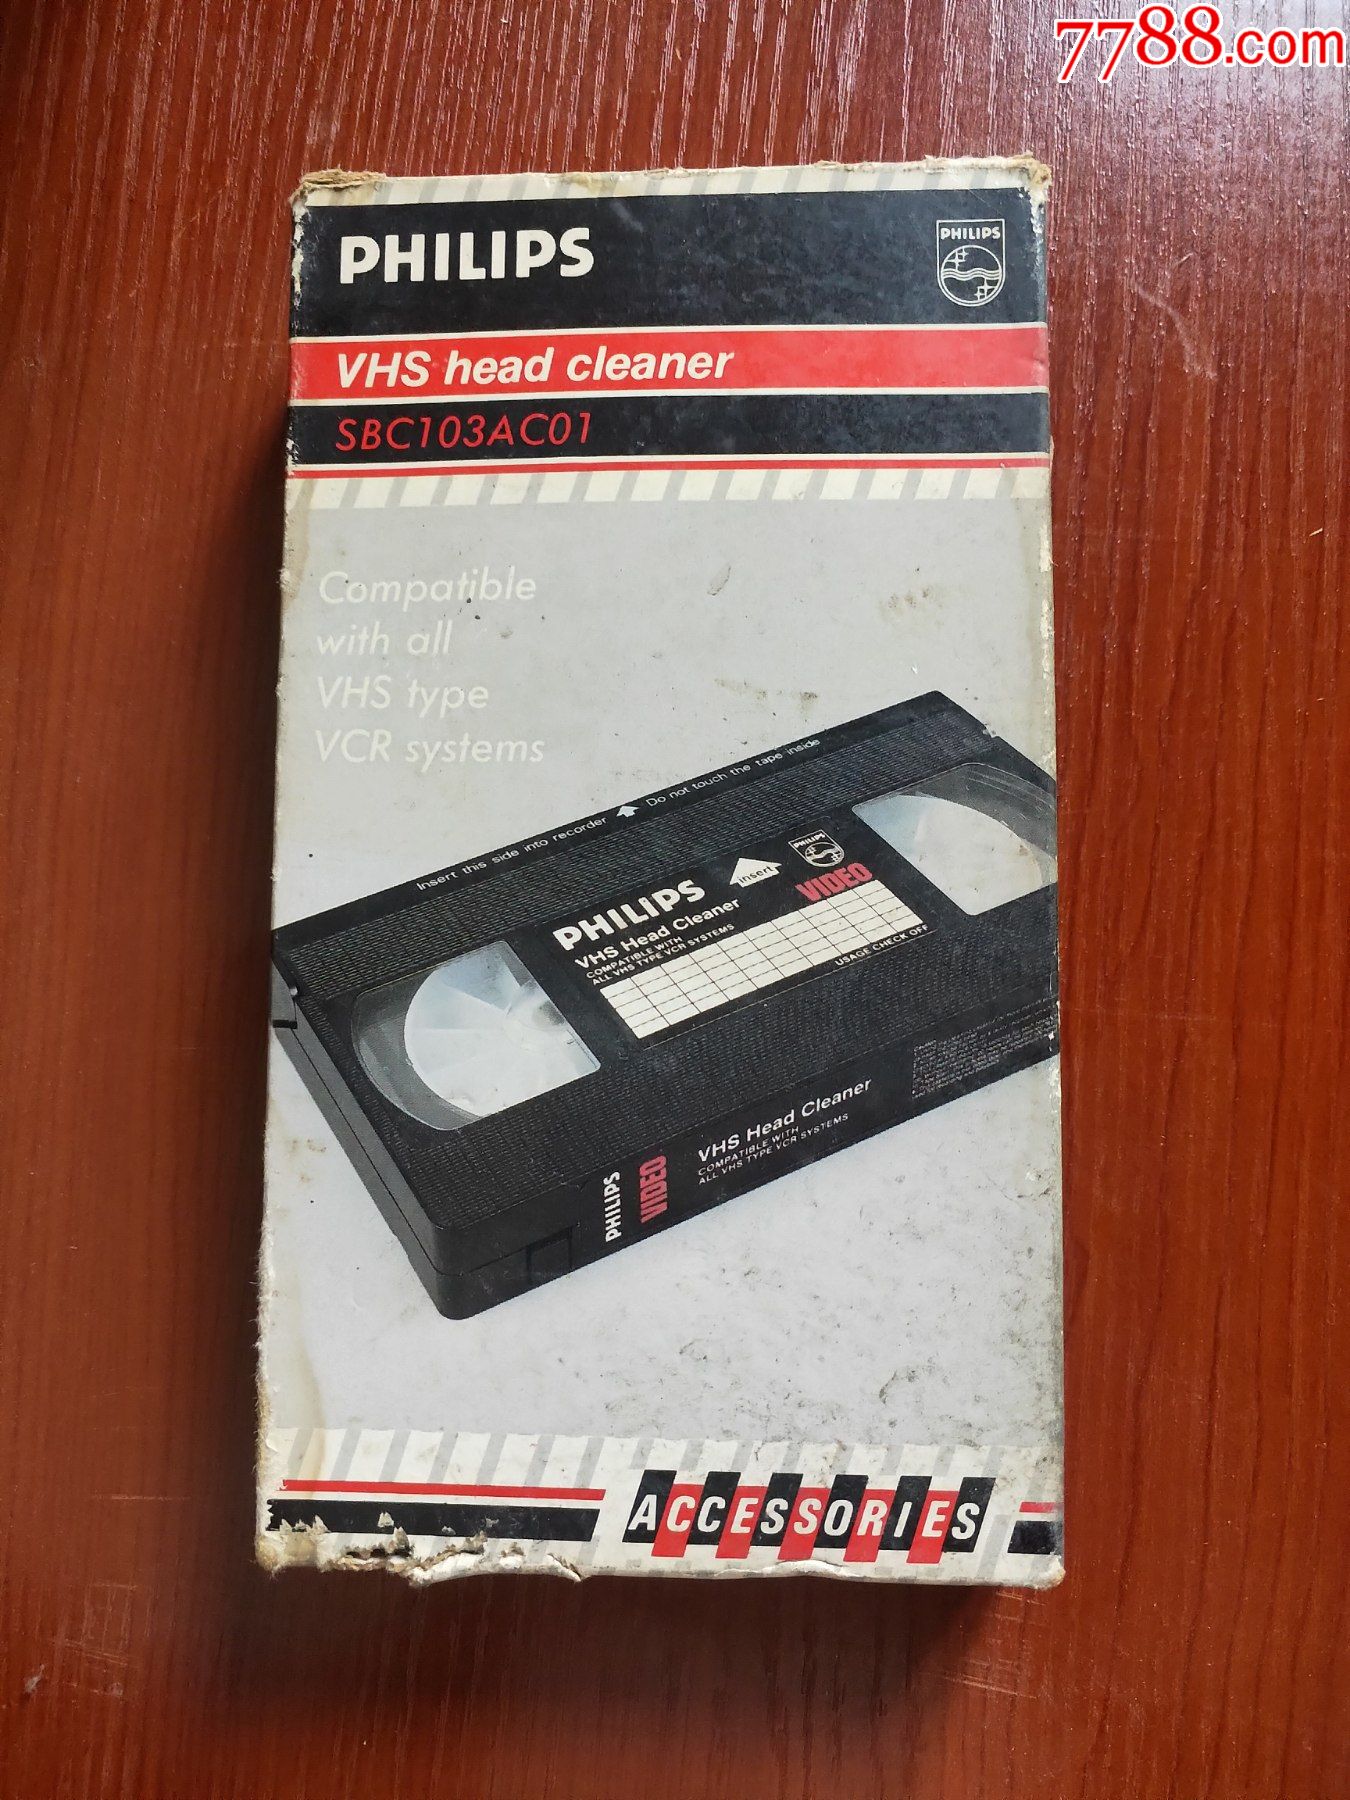 7788.com
PHILIPS
PHILIPS
VHS head cleaner
SBC103AC01
Compatible
with all
VHS type
VCR systems
Insert this side into recorder Do not touch the tape inside
PHILIPS
insert
PHILIPS
VIDEO
VHS Head Cleaner
COMPATIBLE WITH
ALL VHS TYPE VCR SYSTEMS
USAGE CHECK OFF
PHILIPS
VIDEO
VHS Head Cleaner
COMPATIBLE WITH
ALL VHS TYPE VCR SYSTEMS
ACCESSORIES